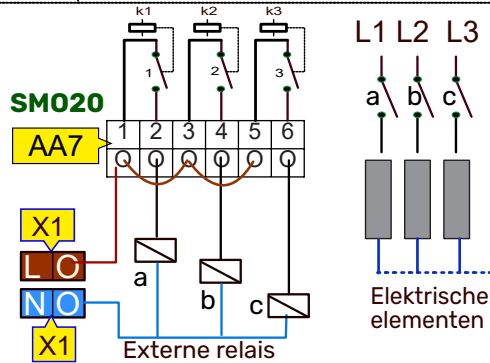 k1 k2 k3
L1 L2 L3
1 2 3
a b c
SMO20
1 2 3 4 5 6
AA7
X1
L
N
X1
a
b
c
Elektrische
elementen
Externe relais